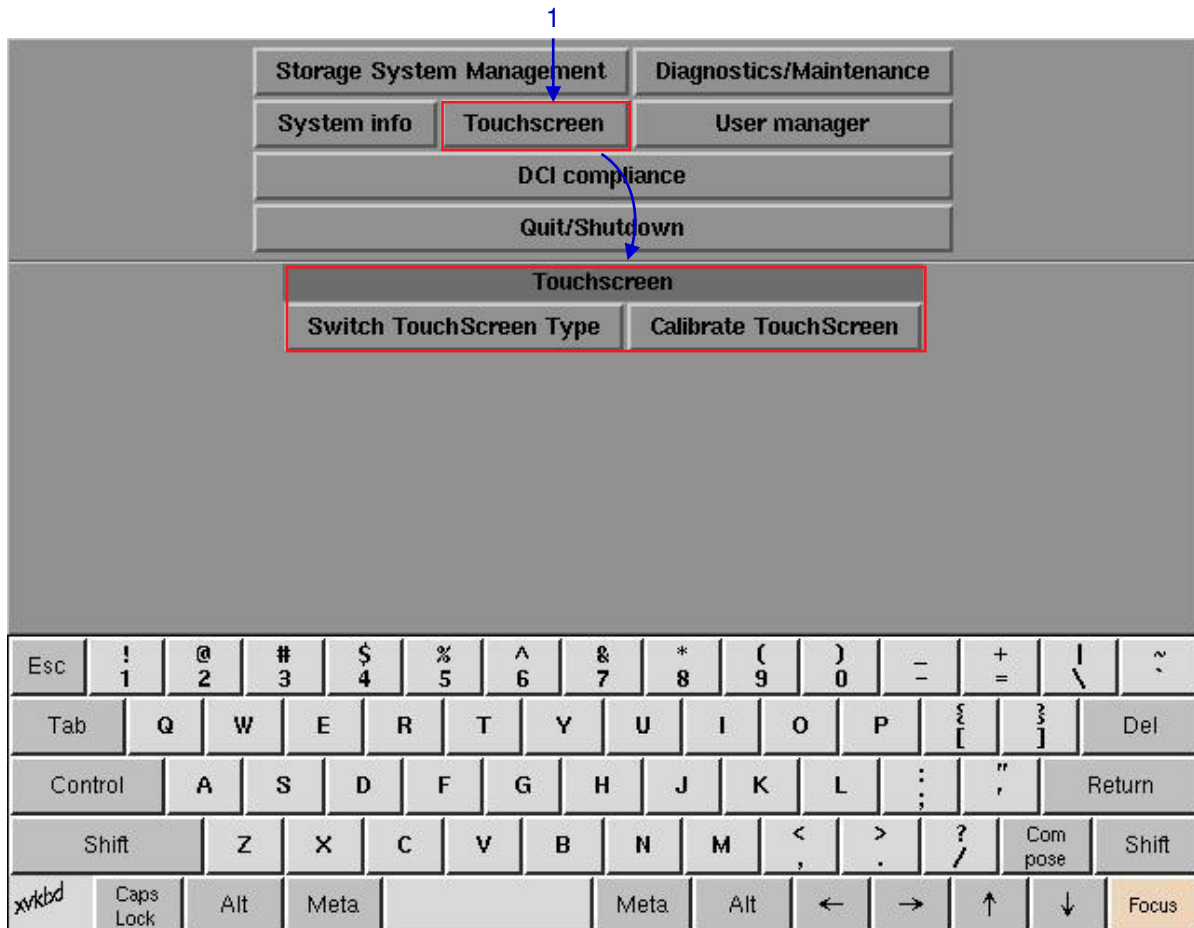 1
Storage System Management Diagnostics/Maintenance
System info Touchscreen User manager
DCI compliance
Quit/Shutdown
Touchscreen
Switch TouchScreen Type Calibrate TouchScreen
Esc ! @ # $ % ^ & * ( ) _ + | ~
1 2 3 4 5 6 7 8 9 0 - = \ `
Tab Q W E R T Y U I O P { } Del
[ ]
Control A S D F G H J K L : " Return
; '
Shift Z X C V B N M < > ? Com Shift
, . / pose
xvkbd Caps Alt Meta Meta Alt ← → ↑ ↓ Focus
Lock